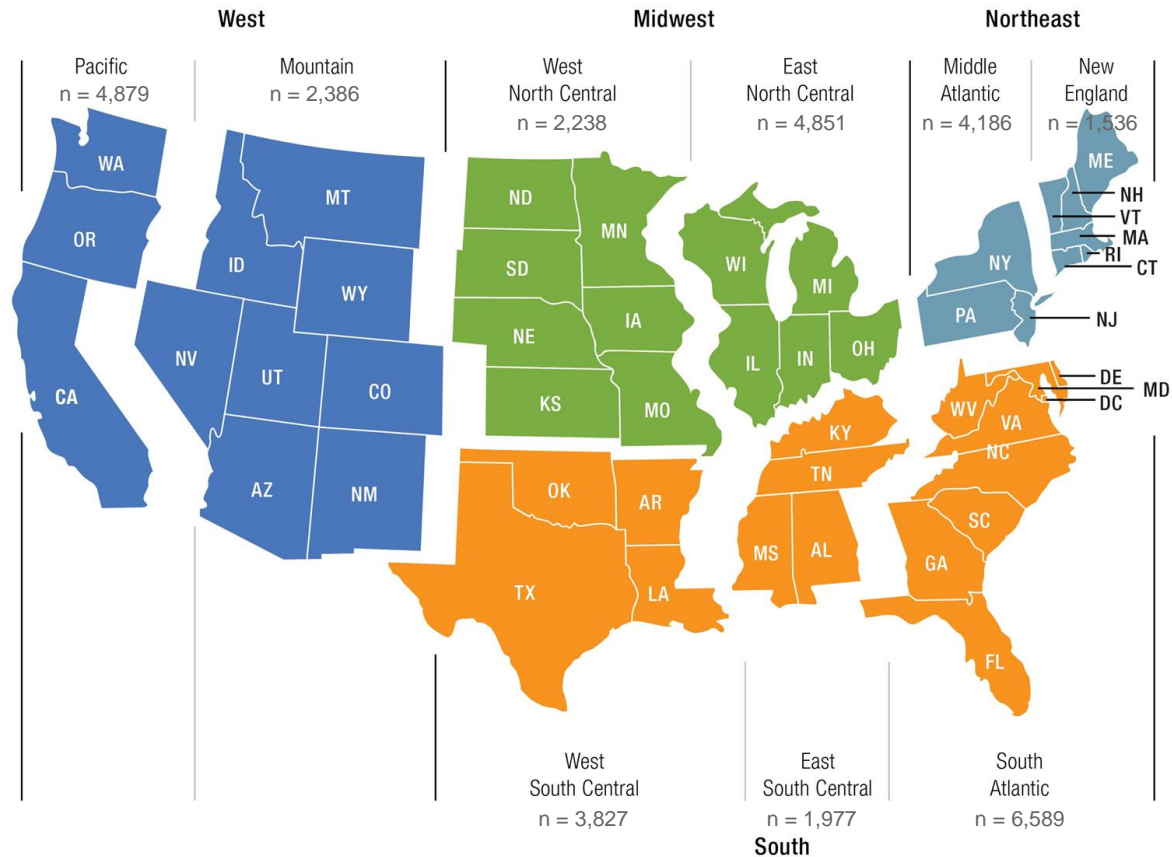 West
Midwest
Northeast
Pacific
n = 4,879
Mountain
n = 2,386
West
North Central
n = 2,238
East
North Central
n = 4,851
Middle
Atlantic
n = 4,186
New
England
n = 1,536
WA
OR
CA
MT
ID
WY
NV
UT
CO
AZ
NM
ND
MN
SD
NE
IA
KS
MO
WI
MI
IL
IN
OH
ME
NH
VT
MA
RI
CT
NY
PA
NJ
DE
MD
DC
WV
VA
NC
SC
GA
FL
KY
TN
MS
AL
OK
AR
TX
LA
West
South Central
n = 3,827
East
South Central
n = 1,977
South
Atlantic
n = 6,589
South